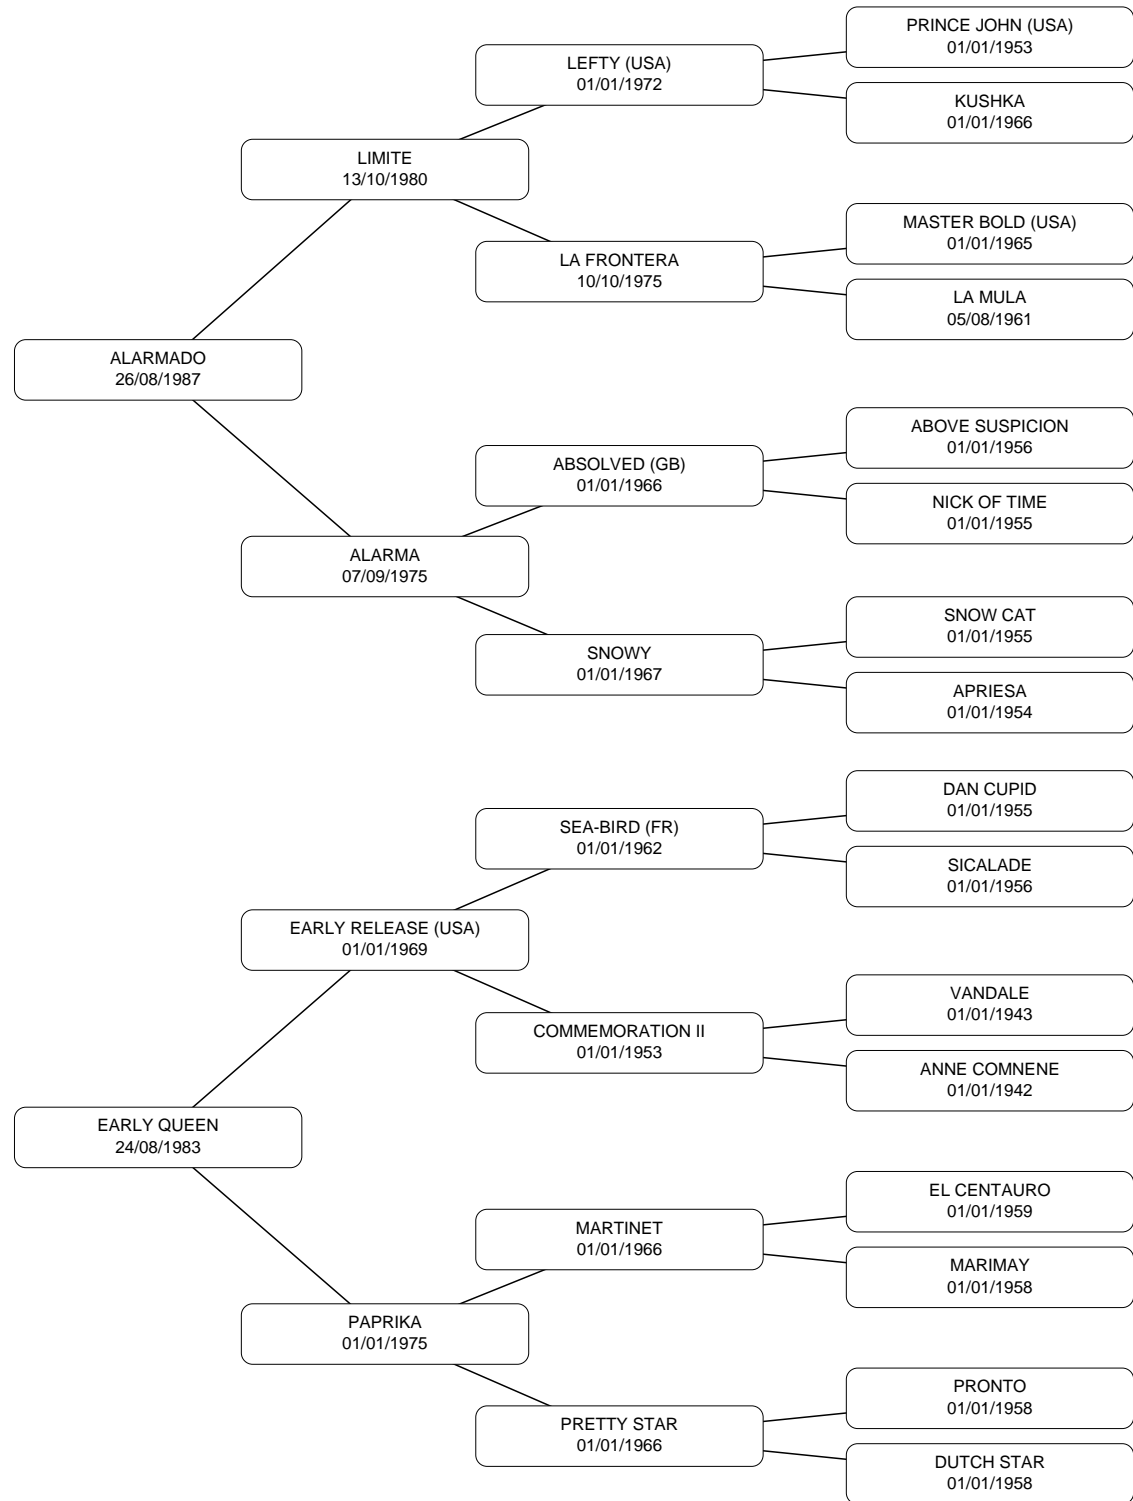 PRINCE JOHN (USA)
01/01/1953
LEFTY (USA)
01/01/1972
KUSHKA
01/01/1966
LIMITE
13/10/1980
MASTER BOLD (USA)
01/01/1965
LA FRONTERA
10/10/1975
LA MULA
05/08/1961
ALARMADO
26/08/1987
ABOVE SUSPICION
01/01/1956
ABSOLVED (GB)
01/01/1966
NICK OF TIME
01/01/1955
ALARMA
07/09/1975
SNOW CAT
01/01/1955
SNOWY
01/01/1967
APRIESA
01/01/1954
DAN CUPID
01/01/1955
SEA-BIRD (FR)
01/01/1962
SICALADE
01/01/1956
EARLY RELEASE (USA)
01/01/1969
VANDALE
01/01/1943
COMMEMORATION II
01/01/1953
ANNE COMNENE
01/01/1942
EARLY QUEEN
24/08/1983
EL CENTAURO
01/01/1959
MARTINET
01/01/1966
MARIMAY
01/01/1958
PAPRIKA
01/01/1975
PRONTO
01/01/1958
PRETTY STAR
01/01/1966
DUTCH STAR
01/01/1958